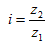 i = z₂/z₁